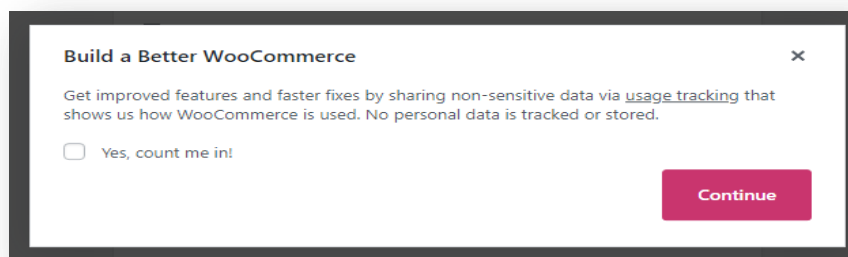 Build a Better WooCommerce
Get improved features and faster fixes by sharing non-sensitive data via usage tracking that
shows us how WooCommerce is used. No personal data is tracked or stored.
Yes, count me in!
Continue